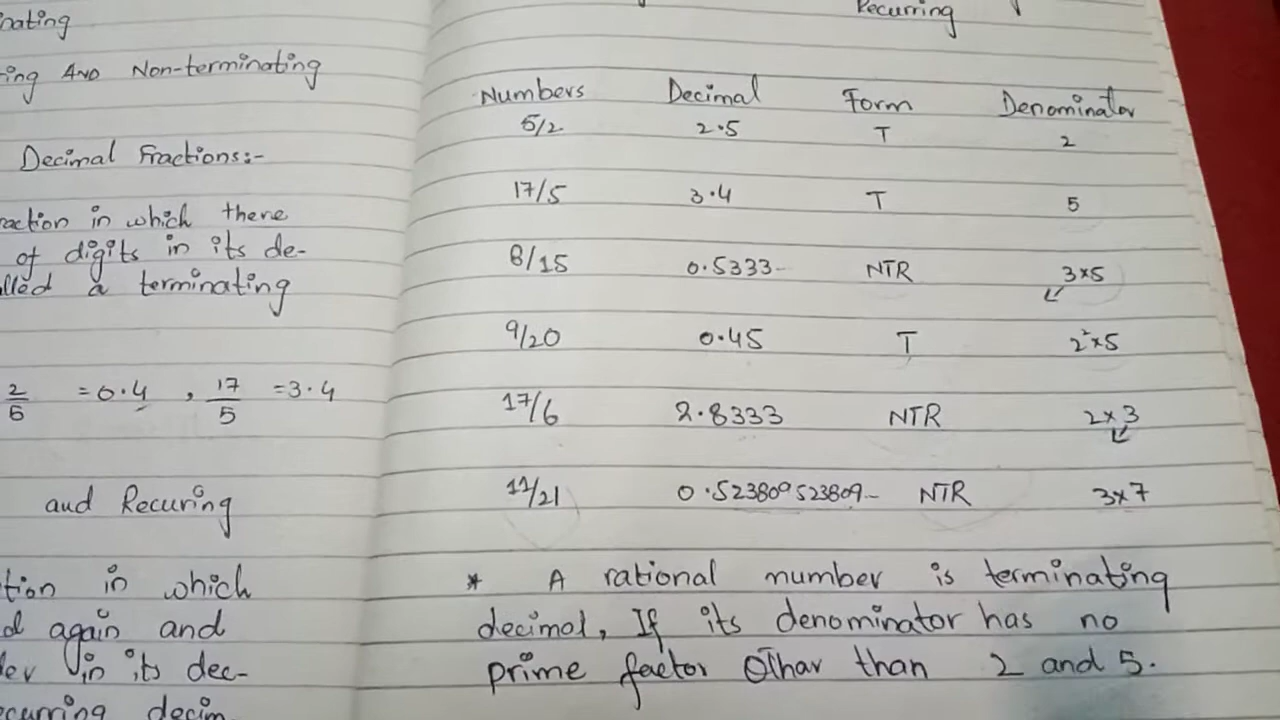 nating
ing AND Non-terminating
Decimal Fractions:-
action in which there
of digits in its de-
lled a terminating
2/5 = 0.4 , 17/5 = 3.4
and Recuring
tion in which
d again and
der in its dec-
curring decim
Recurring
Numbers Decimal Form Denominator
5/2 2.5 T 2
17/5 3.4 T 5
8/15 0.5333- NTR 3×5
9/20 0.45 T 2²×5
17/6 2.8333 NTR 2×3
11/21 0.523809523809-- NTR 3×7
* A rational number is terminating
decimal, If its denominator has no
prime factor Othar than 2 and 5.